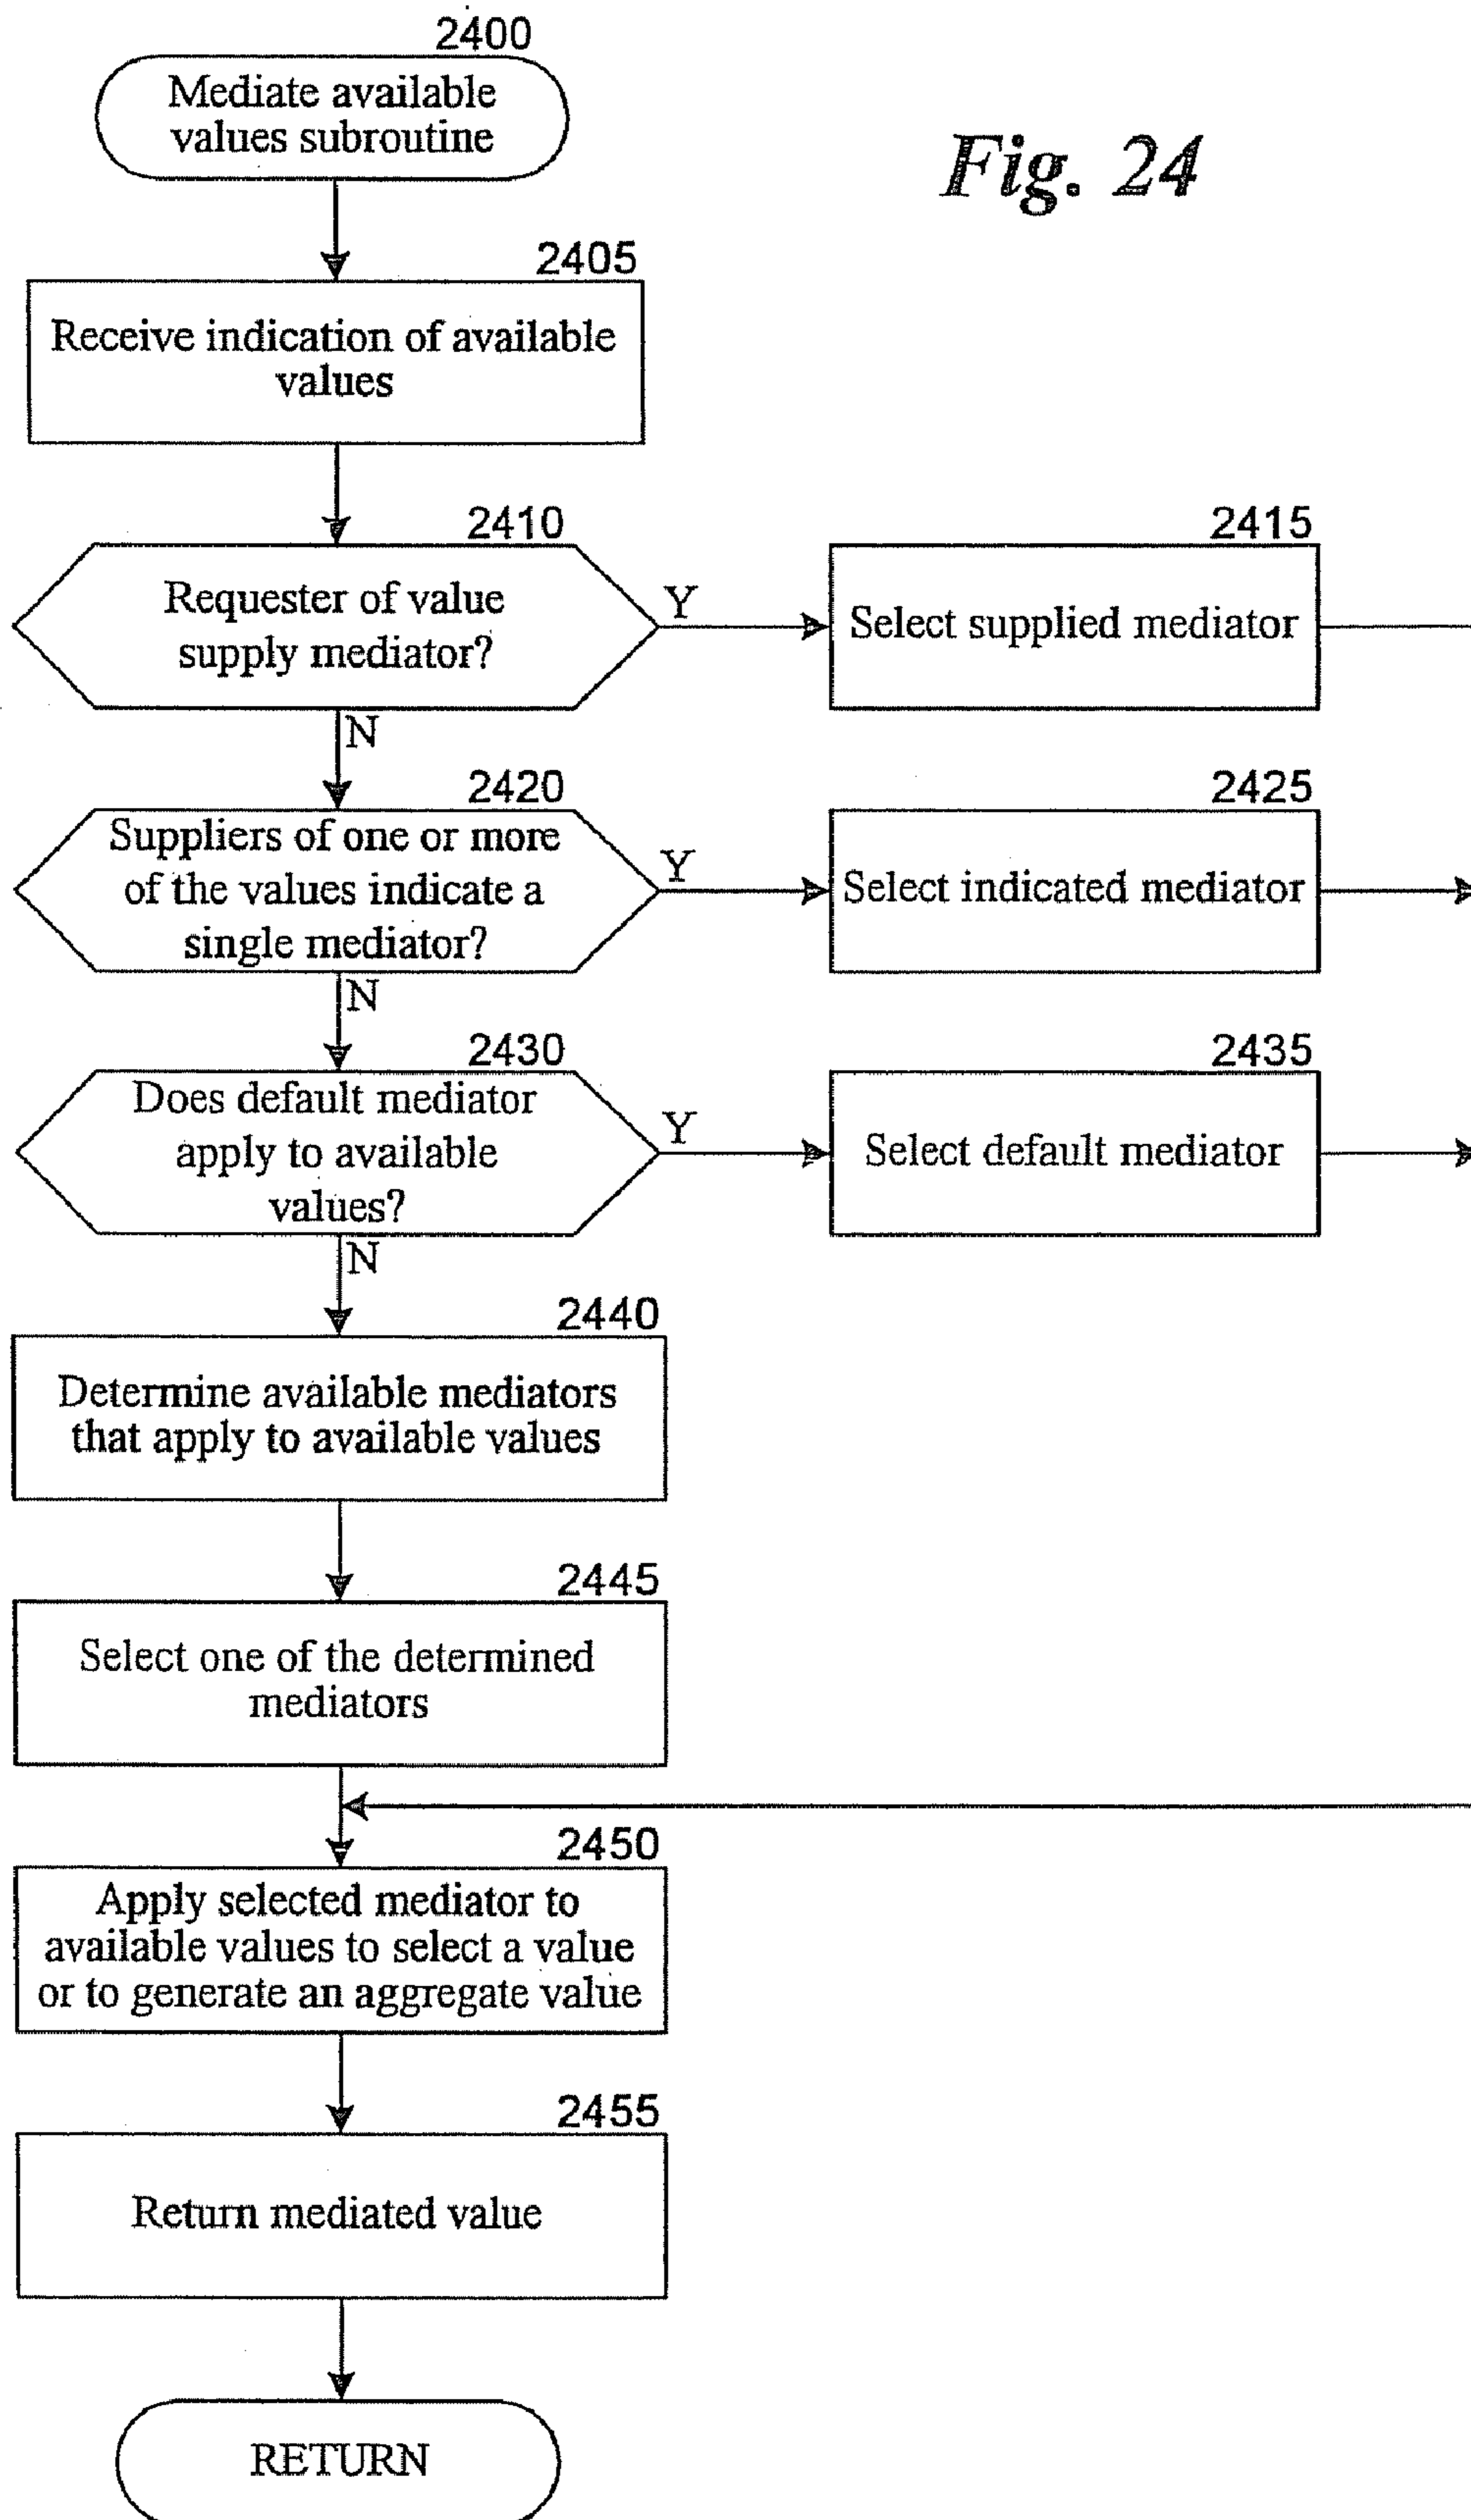 2400
Mediate available
values subroutine
Fig. 24
2405
Receive indication of available
values
2410
Requester of value
supply mediator?
Y
2415
Select supplied mediator
N
2420
Suppliers of one or more
of the values indicate a
single mediator?
Y
2425
Select indicated mediator
N
2430
Does default mediator
apply to available
values?
Y
2435
Select default mediator
N
2440
Determine available mediators
that apply to available values
2445
Select one of the determined
mediators
2450
Apply selected mediator to
available values to select a value
or to generate an aggregate value
2455
Return mediated value
RETURN